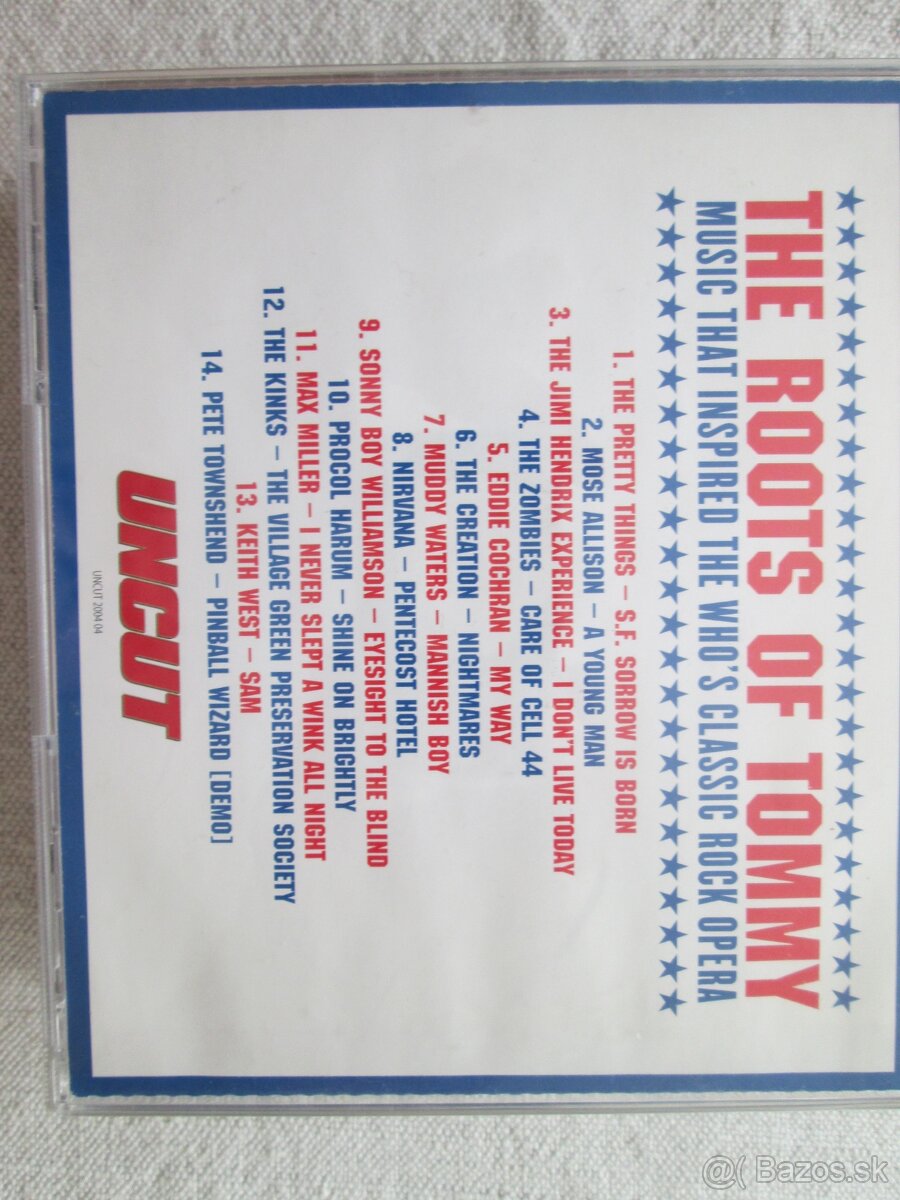 THE ROOTS OF TOMMY
MUSIC THAT INSPIRED THE WHO'S CLASSIC ROCK OPERA
1. THE PRETTY THINGS – S.F. SORROW IS BORN
2. MOSE ALLISON – A YOUNG MAN
3. THE JIMI HENDRIX EXPERIENCE – I DON'T LIVE TODAY
4. THE ZOMBIES – CARE OF CELL 44
5. EDDIE COCHRAN – MY WAY
6. THE CREATION – NIGHTMARES
7. MUDDY WATERS – MANNISH BOY
8. NIRVANA – PENTECOST HOTEL
9. SONNY BOY WILLIAMSON – EYESIGHT TO THE BLIND
10. PROCOL HARUM – SHINE ON BRIGHTLY
11. MAX MILLER – I NEVER SLEPT A WINK ALL NIGHT
12. THE KINKS – THE VILLAGE GREEN PRESERVATION SOCIETY
13. KEITH WEST – SAM
14. PETE TOWNSHEND – PINBALL WIZARD [DEMO]
UNCUT
UNCUT 2004 04
@( Bazos.sk